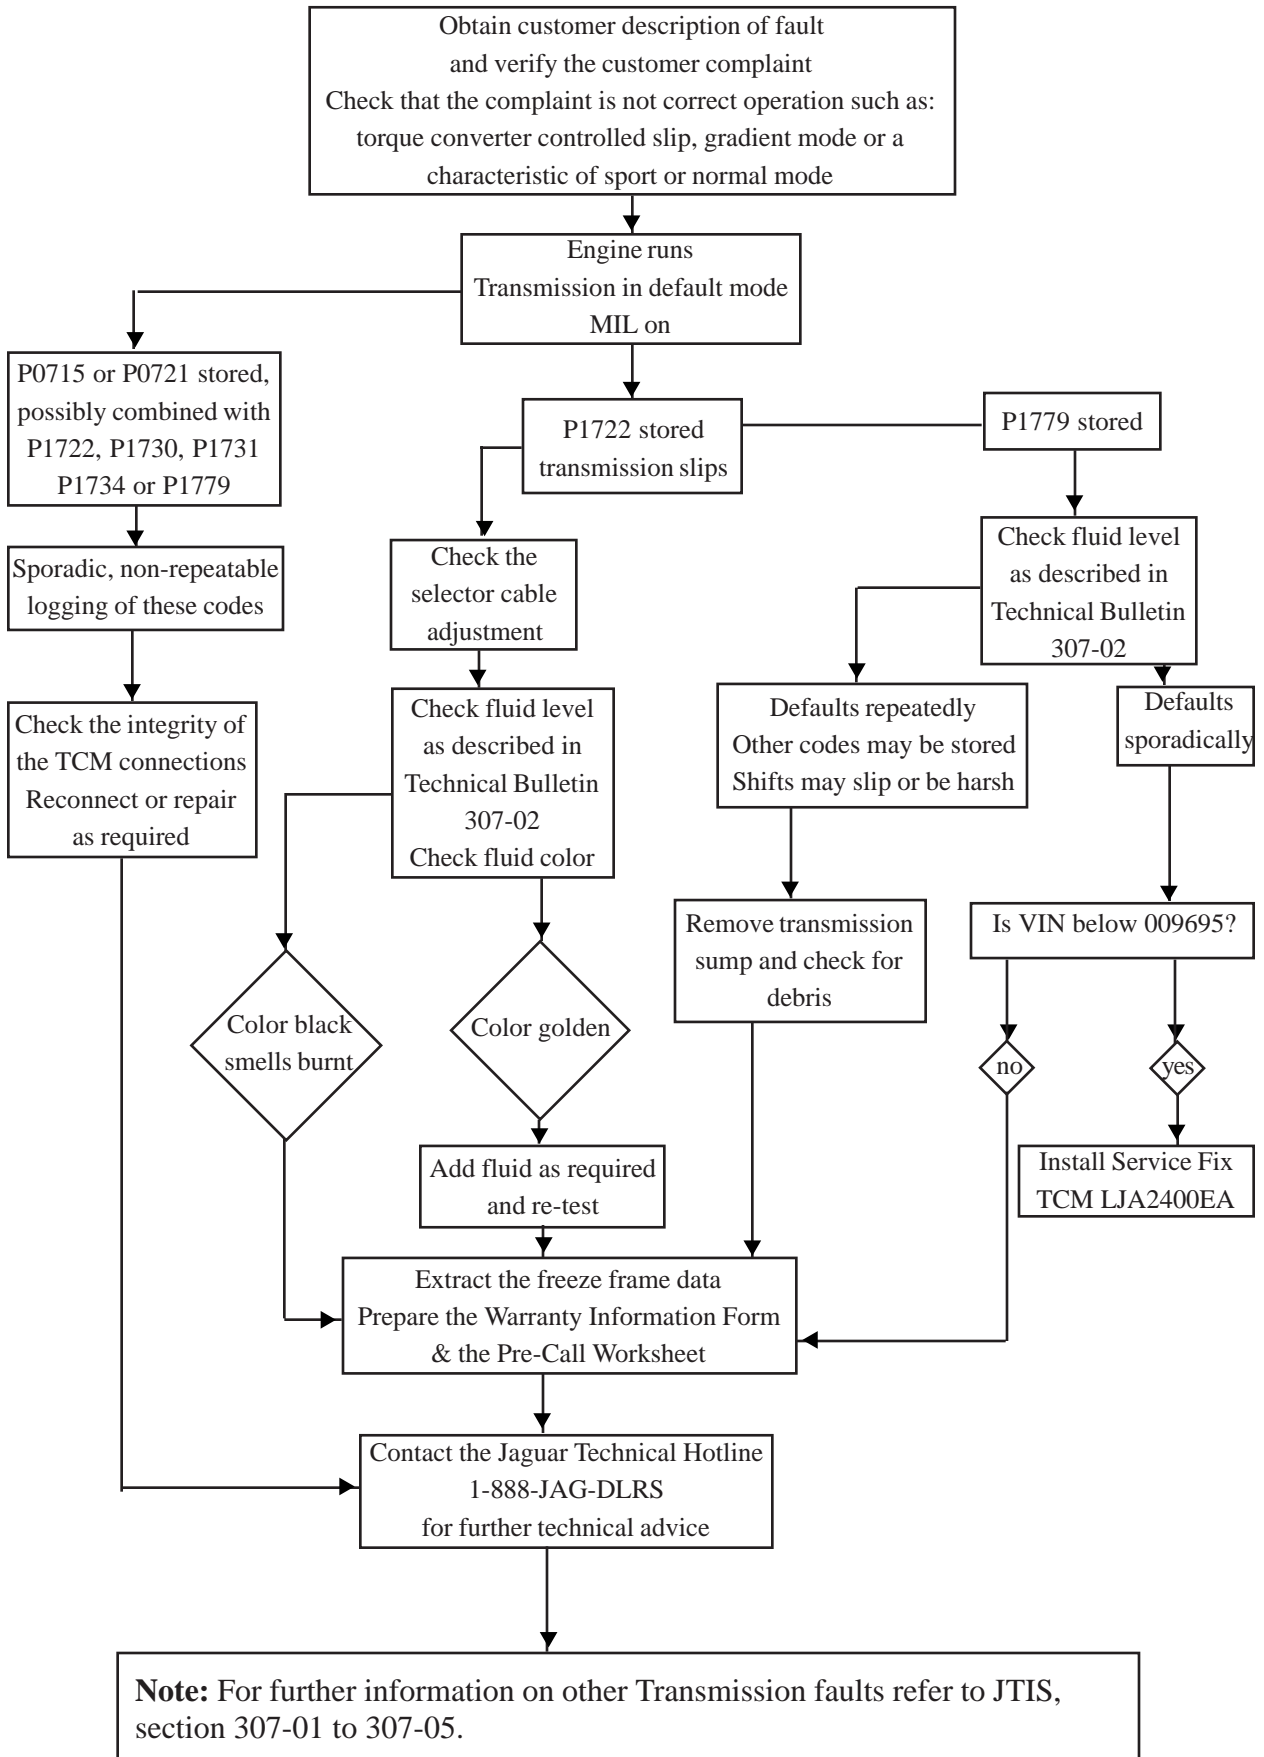 Obtain customer description of fault
and verify the customer complaint
Check that the complaint is not correct operation such as:
torque converter controlled slip, gradient mode or a
characteristic of sport or normal mode
Engine runs
Transmission in default mode
MIL on
P0715 or P0721 stored,
possibly combined with
P1722, P1730, P1731
P1734 or P1779
P1722 stored
transmission slips
P1779 stored
Sporadic, non-repeatable
logging of these codes
Check the
selector cable
adjustment
Check fluid level
as described in
Technical Bulletin
307-02
Check the integrity of
the TCM connections
Reconnect or repair
as required
Check fluid level
as described in
Technical Bulletin
307-02
Check fluid color
Defaults repeatedly
Other codes may be stored
Shifts may slip or be harsh
Defaults
sporadically
Remove transmission
sump and check for
debris
Is VIN below 009695?
Color black
smells burnt
Color golden
no
yes
Add fluid as required
and re-test
Install Service Fix
TCM LJA2400EA
Extract the freeze frame data
Prepare the Warranty Information Form
& the Pre-Call Worksheet
Contact the Jaguar Technical Hotline
1-888-JAG-DLRS
for further technical advice
Note: For further information on other Transmission faults refer to JTIS,
section 307-01 to 307-05.